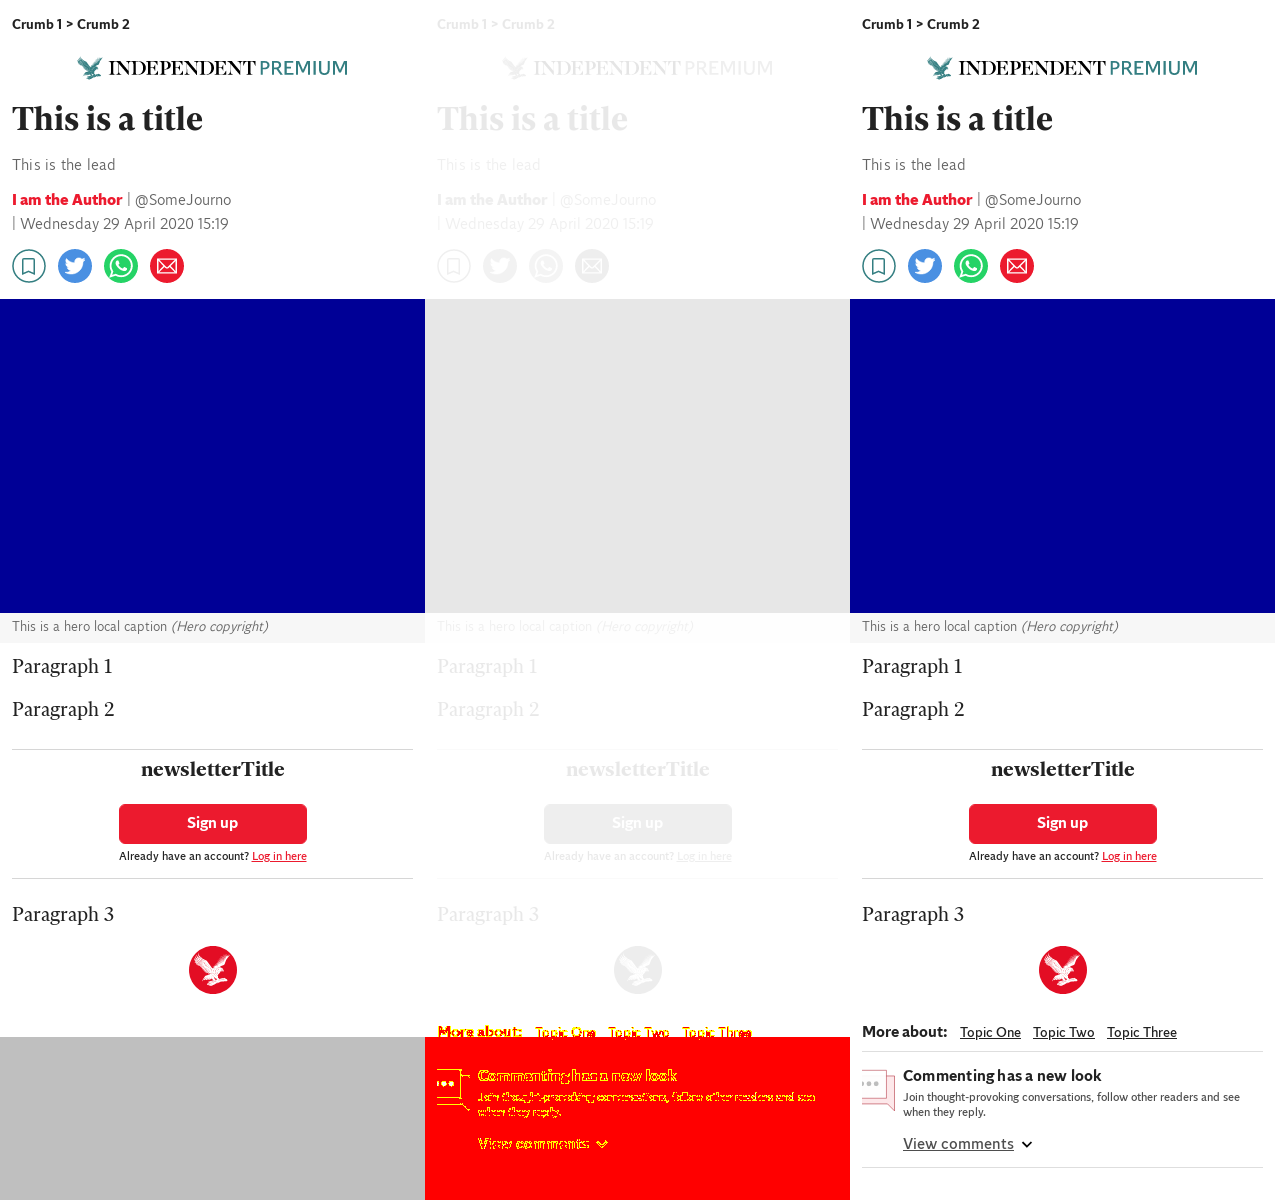 Crumb 1 > Crumb 2
INDEPENDENT PREMIUM
This is a title
This is the lead
I am the Author | @SomeJourno
| Wednesday 29 April 2020 15:19
This is a hero local caption (Hero copyright)
Paragraph 1
Paragraph 2
newsletterTitle
Sign up
Already have an account? Log in here
Paragraph 3
Crumb 1 > Crumb 2
INDEPENDENT PREMIUM
This is a title
This is the lead
I am the Author | @SomeJourno
| Wednesday 29 April 2020 15:19
This is a hero local caption (Hero copyright)
Paragraph 1
Paragraph 2
newsletterTitle
Sign up
Already have an account? Log in here
Paragraph 3
More about: Topic One Topic Two Topic Three
Commenting has a new look
Join thought-provoking conversations, follow other readers and see
when they reply.
View comments
Crumb 1 > Crumb 2
INDEPENDENT PREMIUM
This is a title
This is the lead
I am the Author | @SomeJourno
| Wednesday 29 April 2020 15:19
This is a hero local caption (Hero copyright)
Paragraph 1
Paragraph 2
newsletterTitle
Sign up
Already have an account? Log in here
Paragraph 3
More about: Topic One Topic Two Topic Three
Commenting has a new look
Join thought-provoking conversations, follow other readers and see
when they reply.
View comments